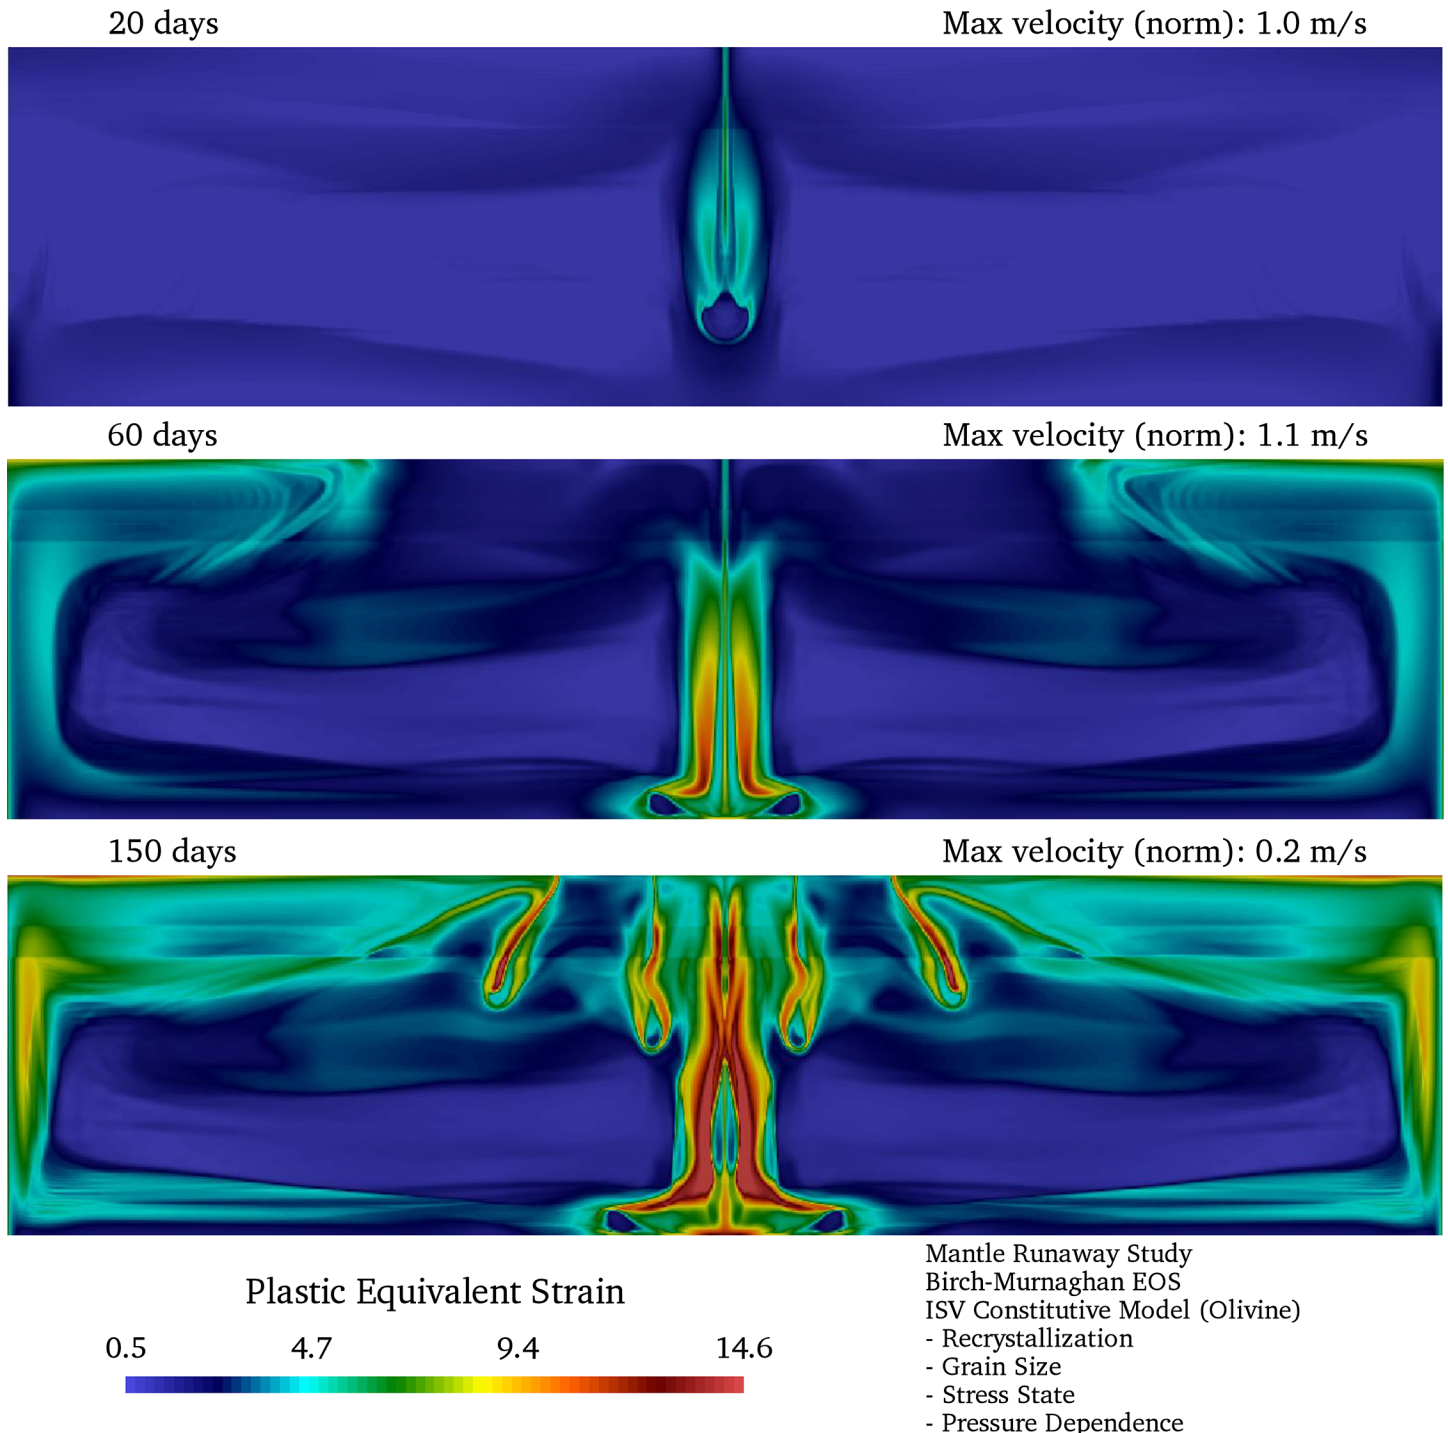 20 days
Max velocity (norm): 1.0 m/s
60 days
Max velocity (norm): 1.1 m/s
150 days
Max velocity (norm): 0.2 m/s
Mantle Runaway Study
Birch-Murnaghan EOS
ISV Constitutive Model (Olivine)
- Recrystallization
- Grain Size
- Stress State
- Pressure Dependence
Plastic Equivalent Strain
0.5 4.7 9.4 14.6